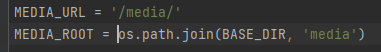 MEDIA_URL = '/media/'
MEDIA_ROOT = os.path.join(BASE_DIR, 'media')